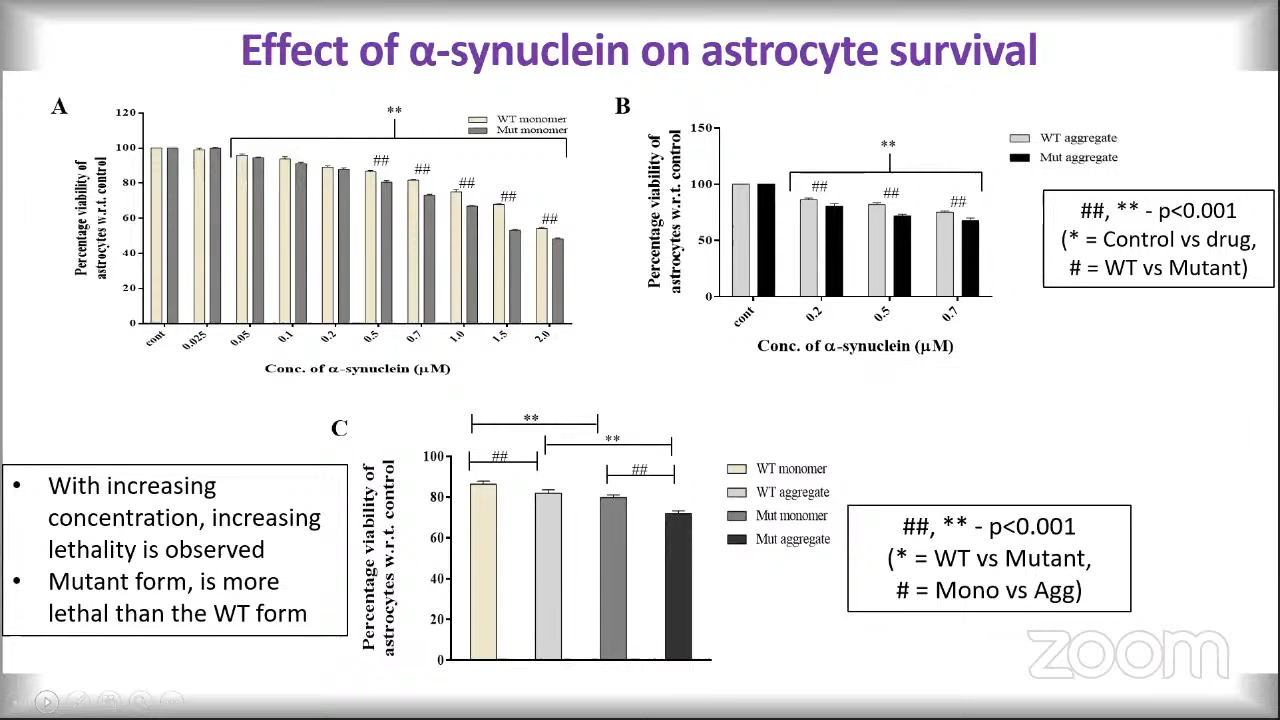 Effect of α-synuclein on astrocyte survival
A
120
100
80
60
40
20
0
Percentage viability of
astrocytes w.r.t. control
**
WT monomer
Mut monomer
##
##
##
##
##
cont
0.025
0.05
0.1
0.2
0.5
0.7
1.0
1.5
2.0
Conc. of α-synuclein (μM)
B
150
100
50
0
Percentage viability of
astrocytes w.r.t. control
**
##
##
##
WT aggregate
Mut aggregate
cont
0.2
0.5
0.7
Conc. of α-synuclein (μM)
##, ** - p<0.001
(* = Control vs drug,
# = WT vs Mutant)
• With increasing
concentration, increasing
lethality is observed
• Mutant form, is more
lethal than the WT form
C
100
80
60
40
20
0
Percentage viability of
astrocytes w.r.t. control
**
**
##
##
WT monomer
WT aggregate
Mut monomer
Mut aggregate
##, ** - p<0.001
(* = WT vs Mutant,
# = Mono vs Agg)
zoom